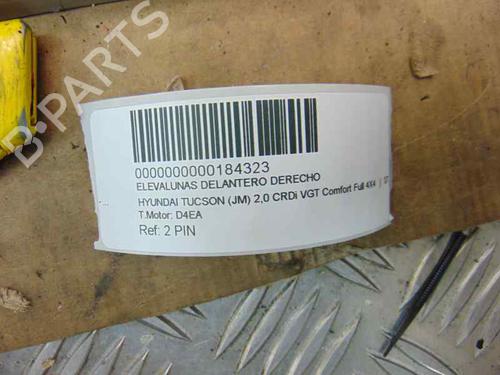 0000000000184323
ELEVALUNAS DELANTERO DERECHO
HYUNDAI TUCSON (JM) 2,0 CRDi VGT Comfort Full 4X4 |
T.Motor: D4EA
Ref: 2 PIN